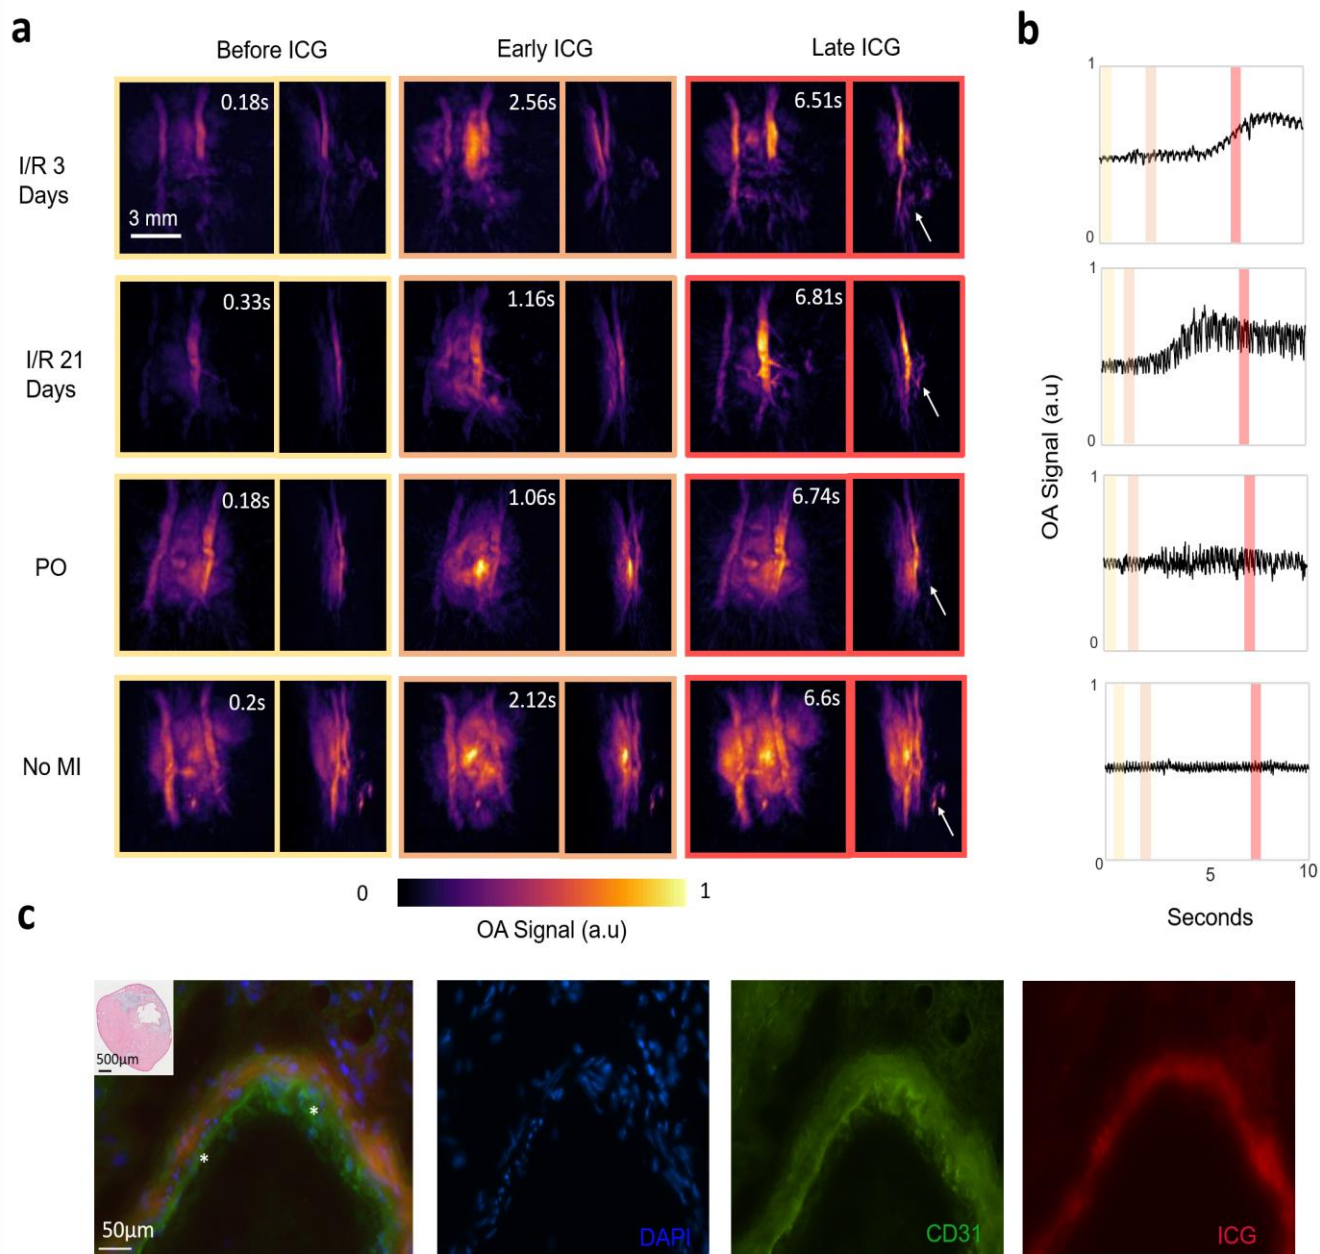 a
b
Before ICG
Early ICG
Late ICG
I/R 3
Days
0.18s
2.56s
6.51s
3 mm
1
0
I/R 21
Days
0.33s
1.16s
6.81s
1
0
PO
0.18s
1.06s
6.74s
1
0
No MI
0.2s
2.12s
6.6s
1
0
5
10
OA Signal (a.u)
Seconds
0
1
OA Signal (a.u)
c
500µm
50µm
DAPI
CD31
ICG